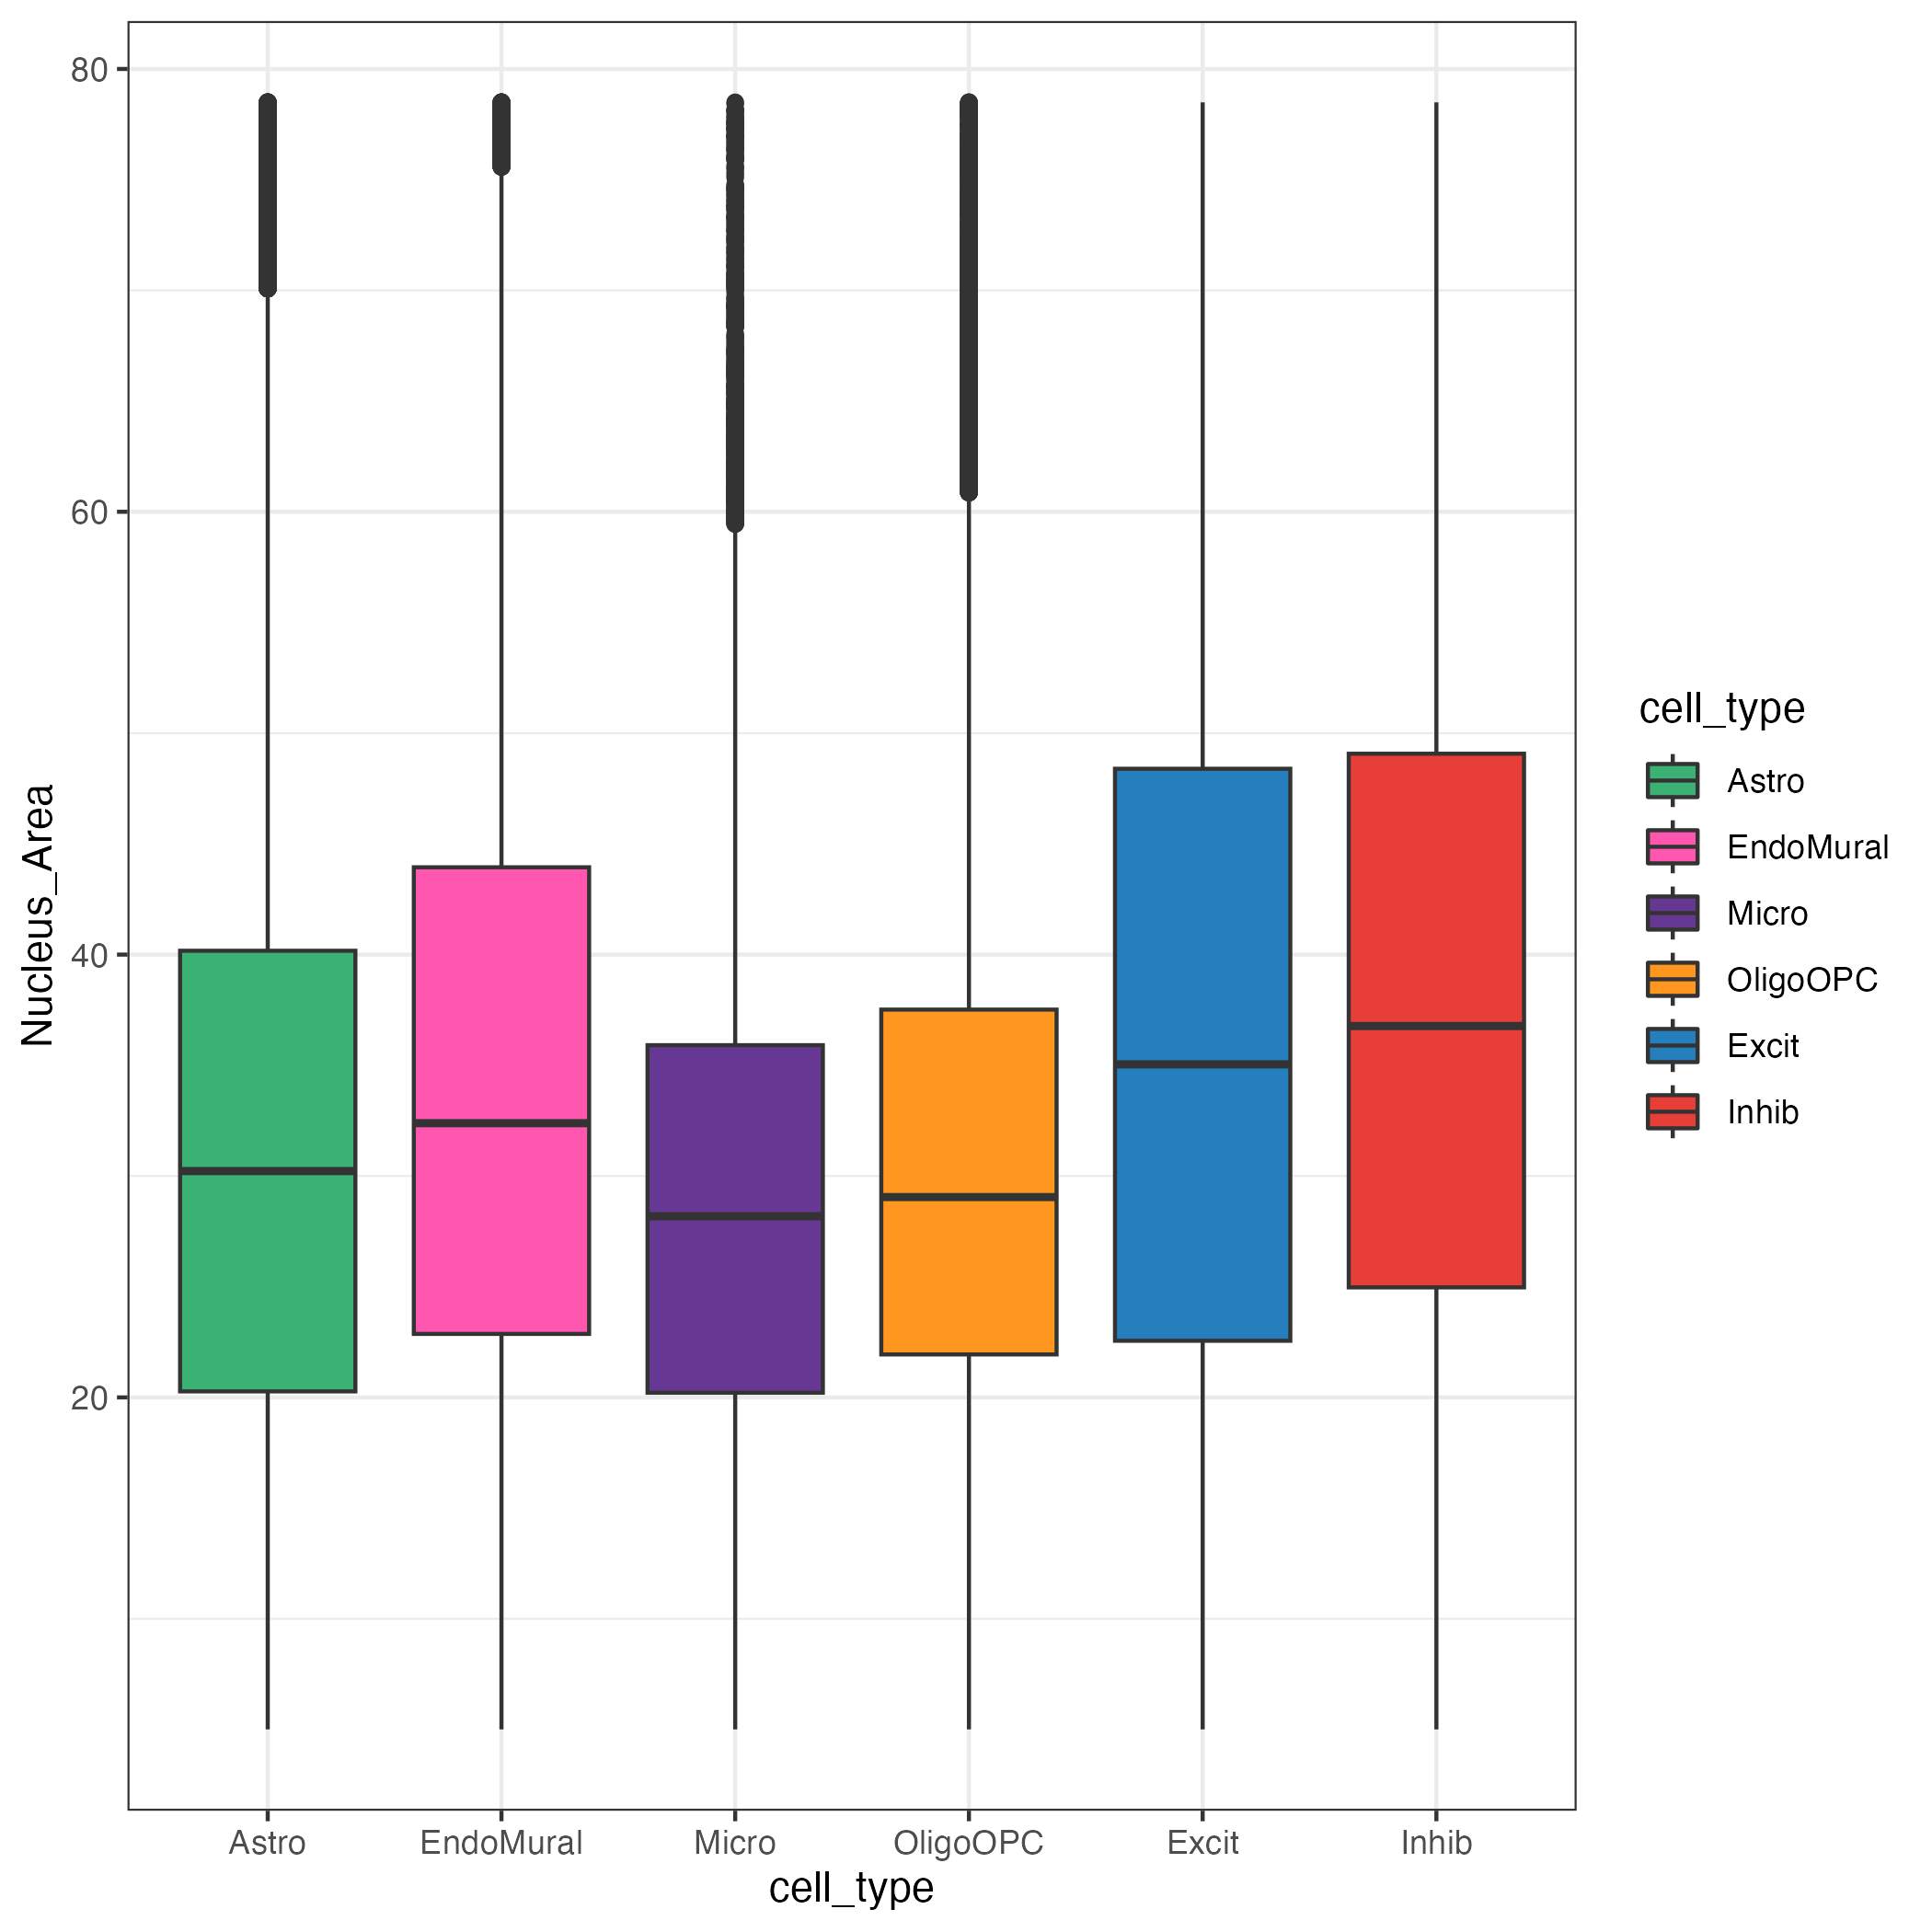 80
60
40
20
Nucleus_Area
Astro EndoMural Micro OligoOPC Excit Inhib
cell_type
cell_type
Astro
EndoMural
Micro
OligoOPC
Excit
Inhib